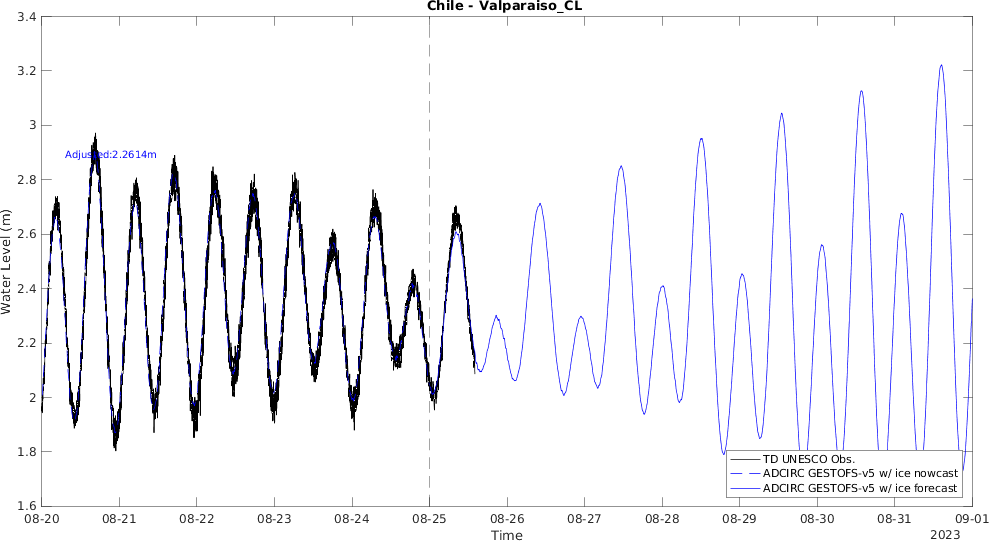 Chile - Valparaiso_CL
3.4
3.2
3
2.8
2.6
2.4
2.2
2
1.8
1.6
Water Level (m)
Adjusted:2.2614m
TD UNESCO Obs.
ADCIRC GESTOFS-v5 w/ ice nowcast
ADCIRC GESTOFS-v5 w/ ice forecast
08-20 08-21 08-22 08-23 08-24 08-25 08-26 08-27 08-28 08-29 08-30 08-31 09-01
Time
2023